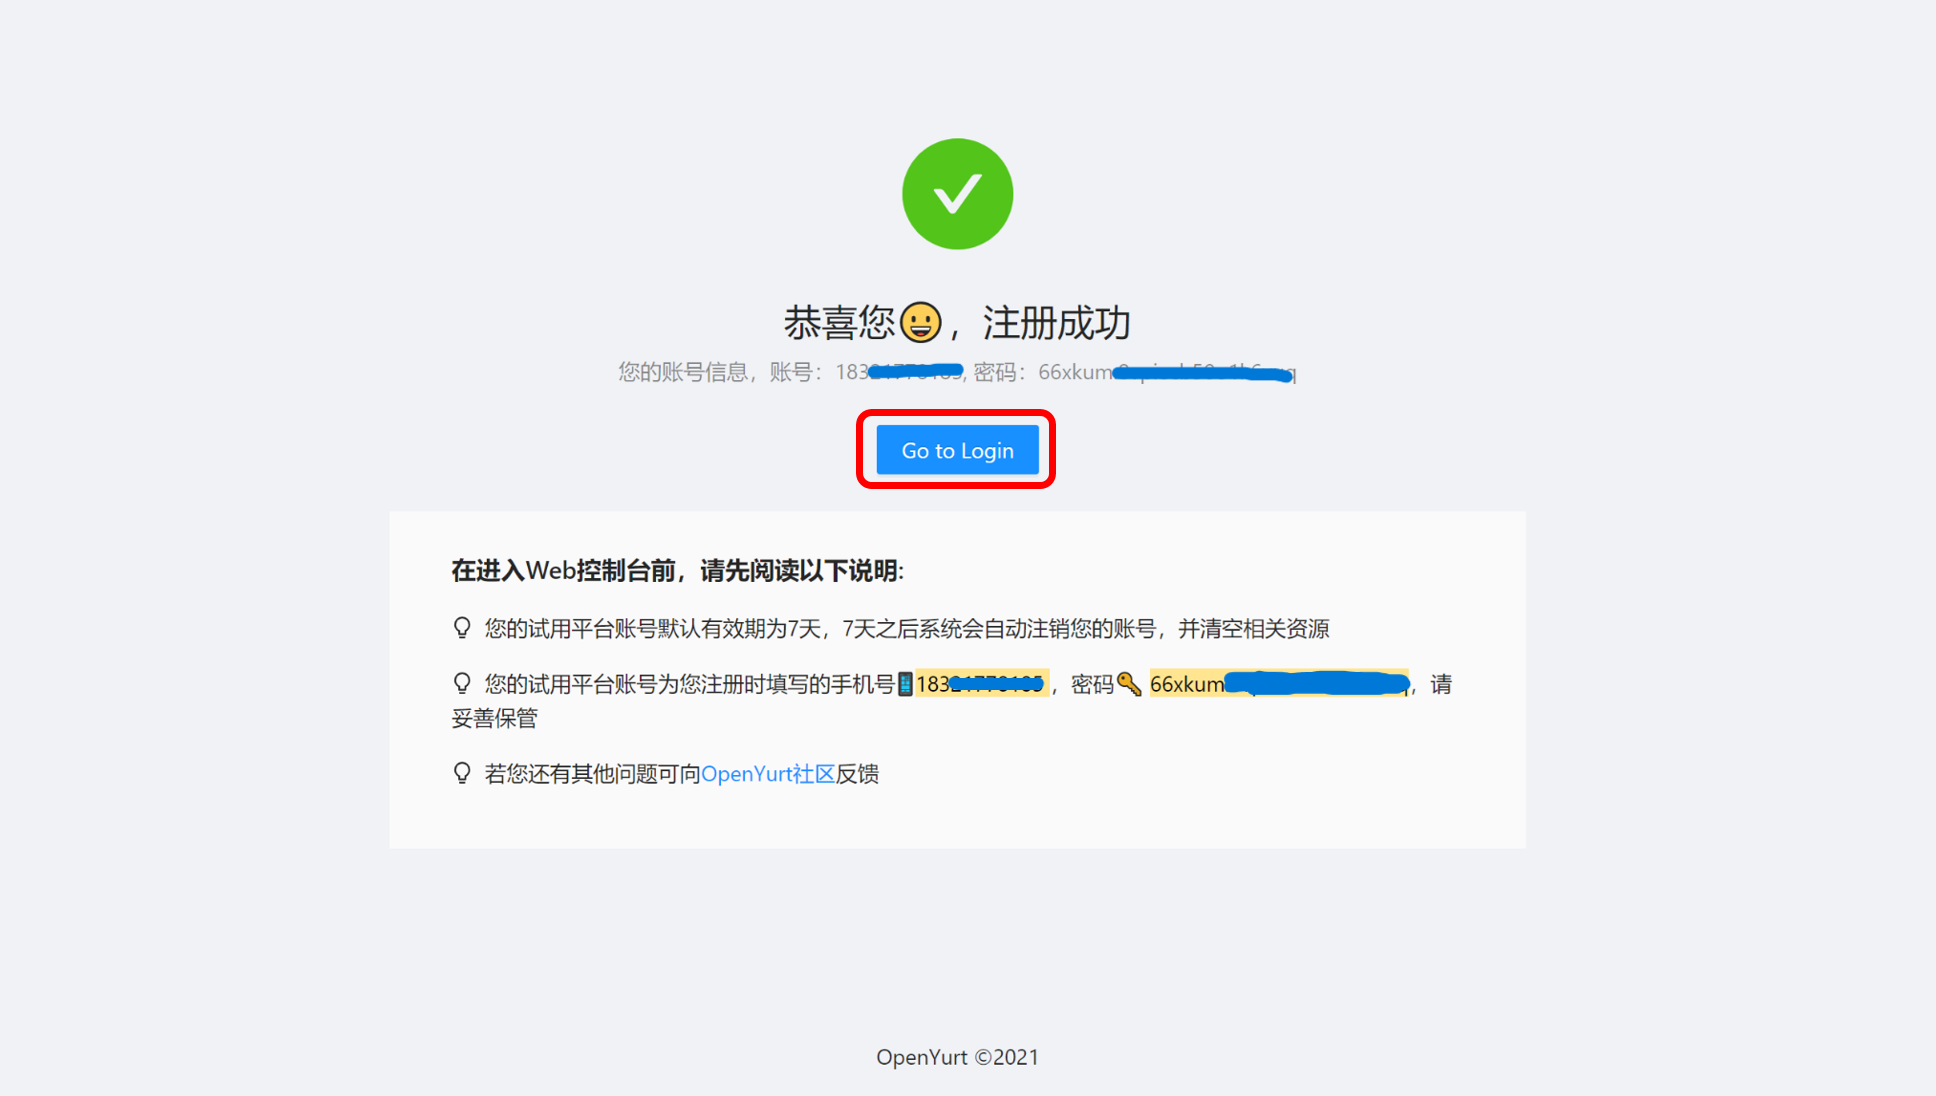 恭喜您😀，注册成功
您的账号信息，账号：183, 密码：66xkum
Go to Login
在进入Web控制台前，请先阅读以下说明:
您的试用平台账号默认有效期为7天，7天之后系统会自动注销您的账号，并清空相关资源
您的试用平台账号为您注册时填写的手机号📱183，密码🔑 66xkum，请
妥善保管
若您还有其他问题可向OpenYurt社区反馈
OpenYurt ©2021